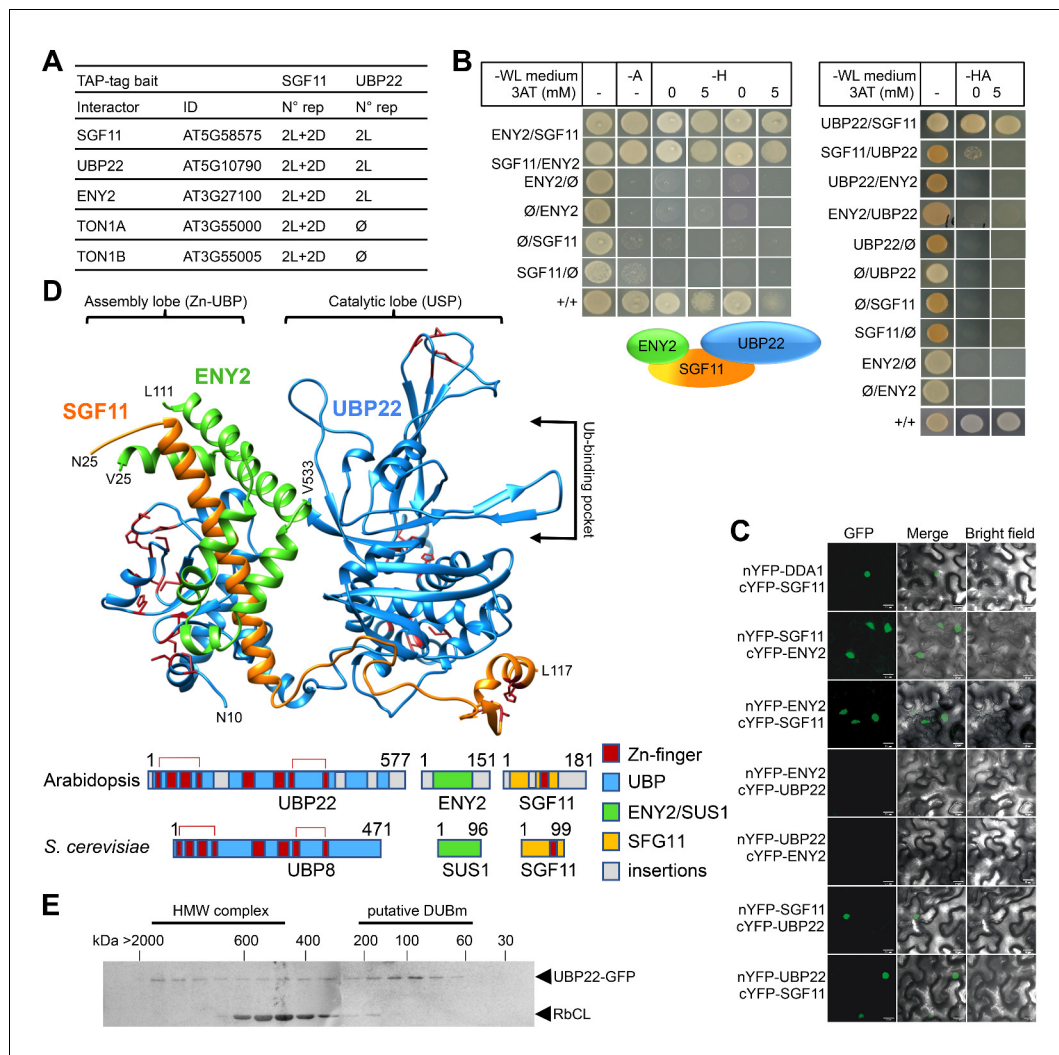 A
TAP-tag bait SGF11 UBP22
Interactor ID N° rep N° rep
SGF11 AT5G58575 2L+2D 2L
UBP22 AT5G10790 2L+2D 2L
ENY2 AT3G27100 2L+2D 2L
TON1A AT3G55000 2L+2D Ø
TON1B AT3G55005 2L+2D Ø
B
-WL medium -A -H
3AT (mM) - - 0 5 0 5
ENY2/SGF11
SGF11/ENY2
ENY2/Ø
Ø/ENY2
Ø/SGF11
SGF11/Ø
+/+
ENY2
UBP22
SGF11
-WL medium -HA
3AT (mM) - 0 5
UBP22/SGF11
SGF11/UBP22
UBP22/ENY2
ENY2/UBP22
UBP22/Ø
Ø/UBP22
Ø/SGF11
SGF11/Ø
ENY2/Ø
Ø/ENY2
+/+
D
Assembly lobe (Zn-UBP)
Catalytic lobe (USP)
L111
ENY2
SGF11
UBP22
N25
V25
V533
Ub-binding pocket
N10
L117
1 577 1 151 1 181
Arabidopsis
UBP22 ENY2 SGF11
1 471 1 96 1 99
S. cerevisiae
UBP8 SUS1 SGF11
Zn-finger
UBP
ENY2/SUS1
SFG11
insertions
C
GFP Merge Bright field
nYFP-DDA1
cYFP-SGF11
nYFP-SGF11
cYFP-ENY2
nYFP-ENY2
cYFP-SGF11
nYFP-ENY2
cYFP-UBP22
nYFP-UBP22
cYFP-ENY2
nYFP-SGF11
cYFP-UBP22
nYFP-UBP22
cYFP-SGF11
E
HMW complex putative DUBm
kDa >2000 600 400 200 100 60 30
UBP22-GFP
RbCL